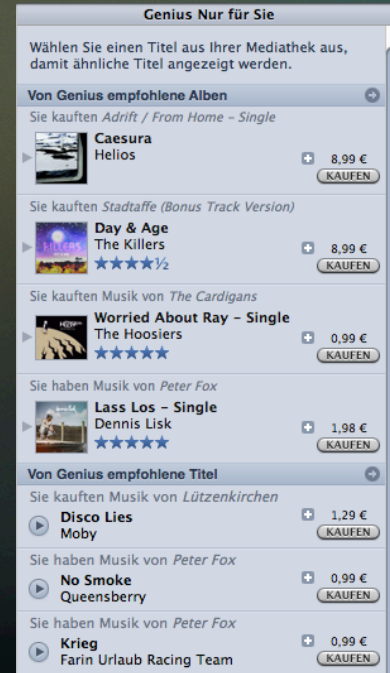 Genius Nur für Sie
Wählen Sie einen Titel aus Ihrer Mediathek aus,
damit ähnliche Titel angezeigt werden.
Von Genius empfohlene Alben
Sie kauften Adrift / From Home – Single
Caesura
Helios
8,99 €
KAUFEN
Sie kauften Stadtaffe (Bonus Track Version)
KILLERS
Day & Age
The Killers
8,99 €
KAUFEN
Sie kauften Musik von The Cardigans
Worried About Ray – Single
The Hoosiers
0,99 €
KAUFEN
Sie haben Musik von Peter Fox
Lass Los – Single
Dennis Lisk
1,98 €
KAUFEN
Von Genius empfohlene Titel
Sie kauften Musik von Lützenkirchen
Disco Lies
Moby
1,29 €
KAUFEN
Sie haben Musik von Peter Fox
No Smoke
Queensberry
0,99 €
KAUFEN
Sie haben Musik von Peter Fox
Krieg
Farin Urlaub Racing Team
0,99 €
KAUFEN